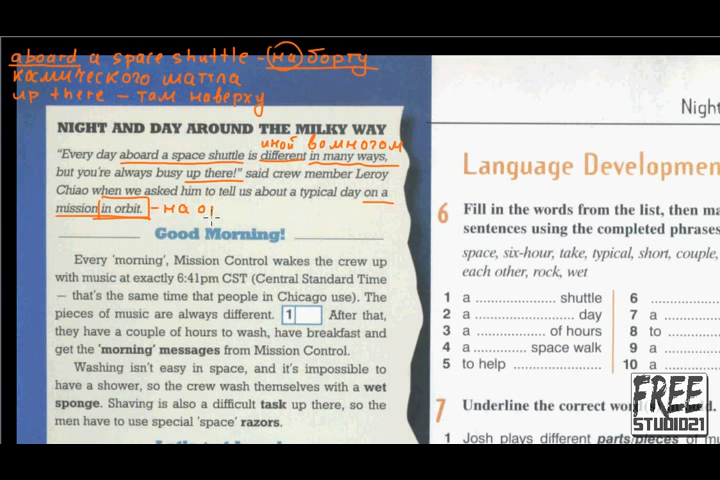 aboard a space shuttle - на борту
космического шаттла
up there - там наверху
NIGHT AND DAY AROUND THE MILKY WAY
иной во многом
"Every day aboard a space shuttle is different in many ways,
but you're always busy up there!" said crew member Leroy
Chiao when we asked him to tell us about a typical day on a
mission in orbit. - на о
Good Morning!
Every 'morning', Mission Control wakes the crew up
with music at exactly 6:41pm CST (Central Standard Time
– that's the same time that people in Chicago use). The
pieces of music are always different. 1 After that,
they have a couple of hours to wash, have breakfast and
get the 'morning' messages from Mission Control.
Washing isn't easy in space, and it's impossible to
have a shower, so the crew wash themselves with a wet
sponge. Shaving is also a difficult task up there, so the
men have to use special 'space' razors.
Night
Language Developmen
6 Fill in the words from the list, then ma
sentences using the completed phrases
space, six-hour, take, typical, short, couple,
each other, rock, wet
1 a .................... shuttle
2 a .................... day
3 a .................... of hours
4 a .................... space walk
5 to help ....................
6 ....................
7 a ....................
8 to ....................
9 a ....................
10 a ....................
FREE
STUDIO21
7 Underline the correct
1 Josh plays different parts/pieces of mu